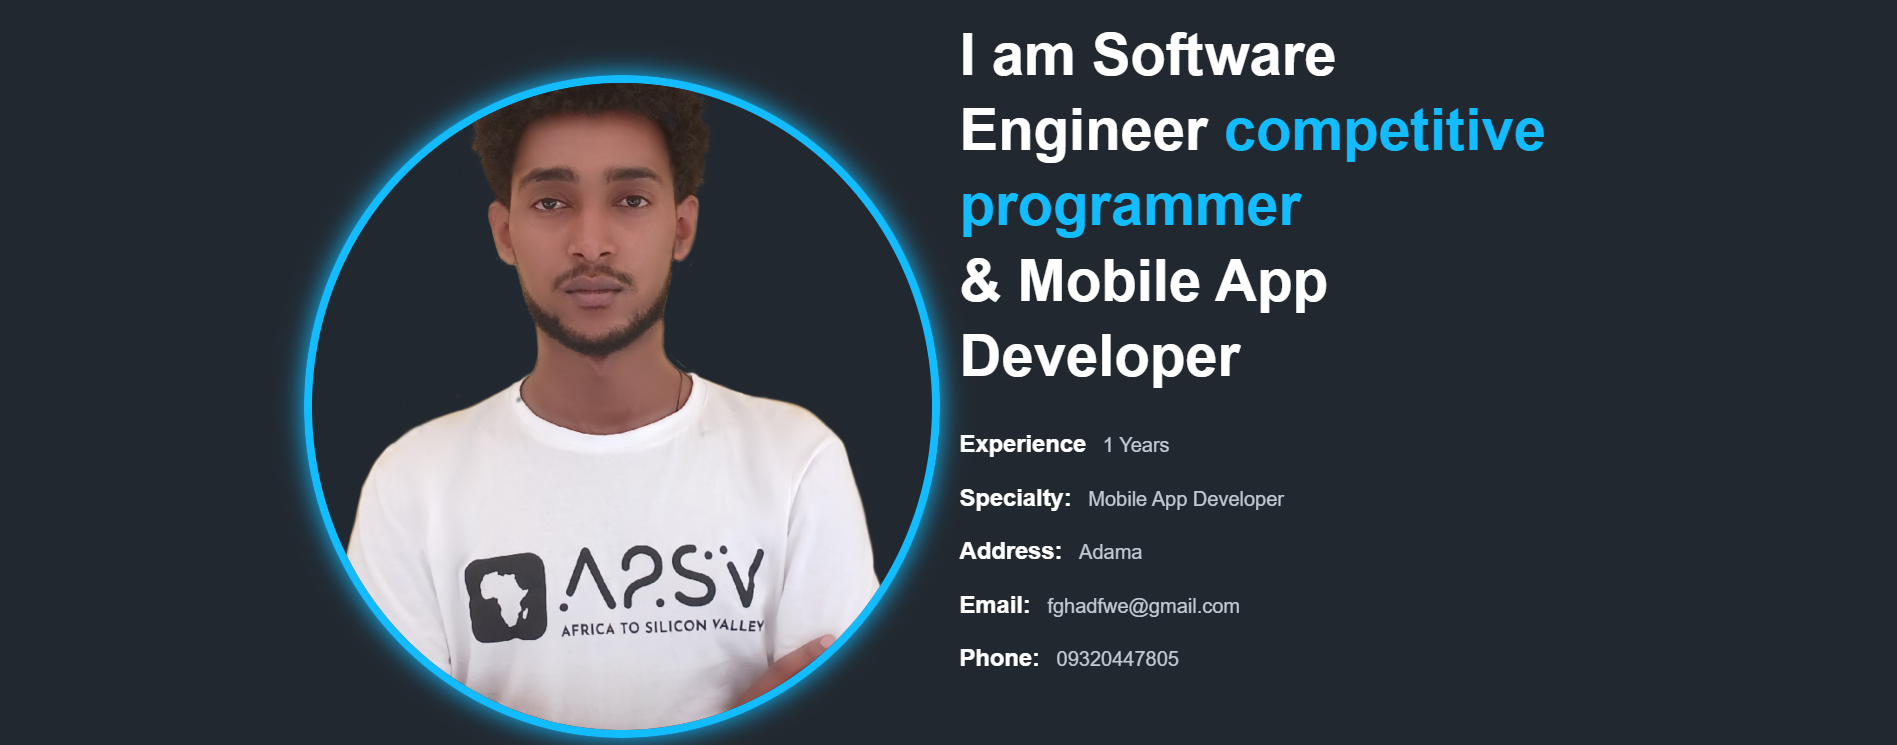 I am Software
Engineer competitive
programmer
& Mobile App
Developer
Experience 1 Years
Specialty: Mobile App Developer
Address: Adama
Email: fghadfwe@gmail.com
Phone: 09320447805
A2SV
AFRICA TO SILICON VALLEY